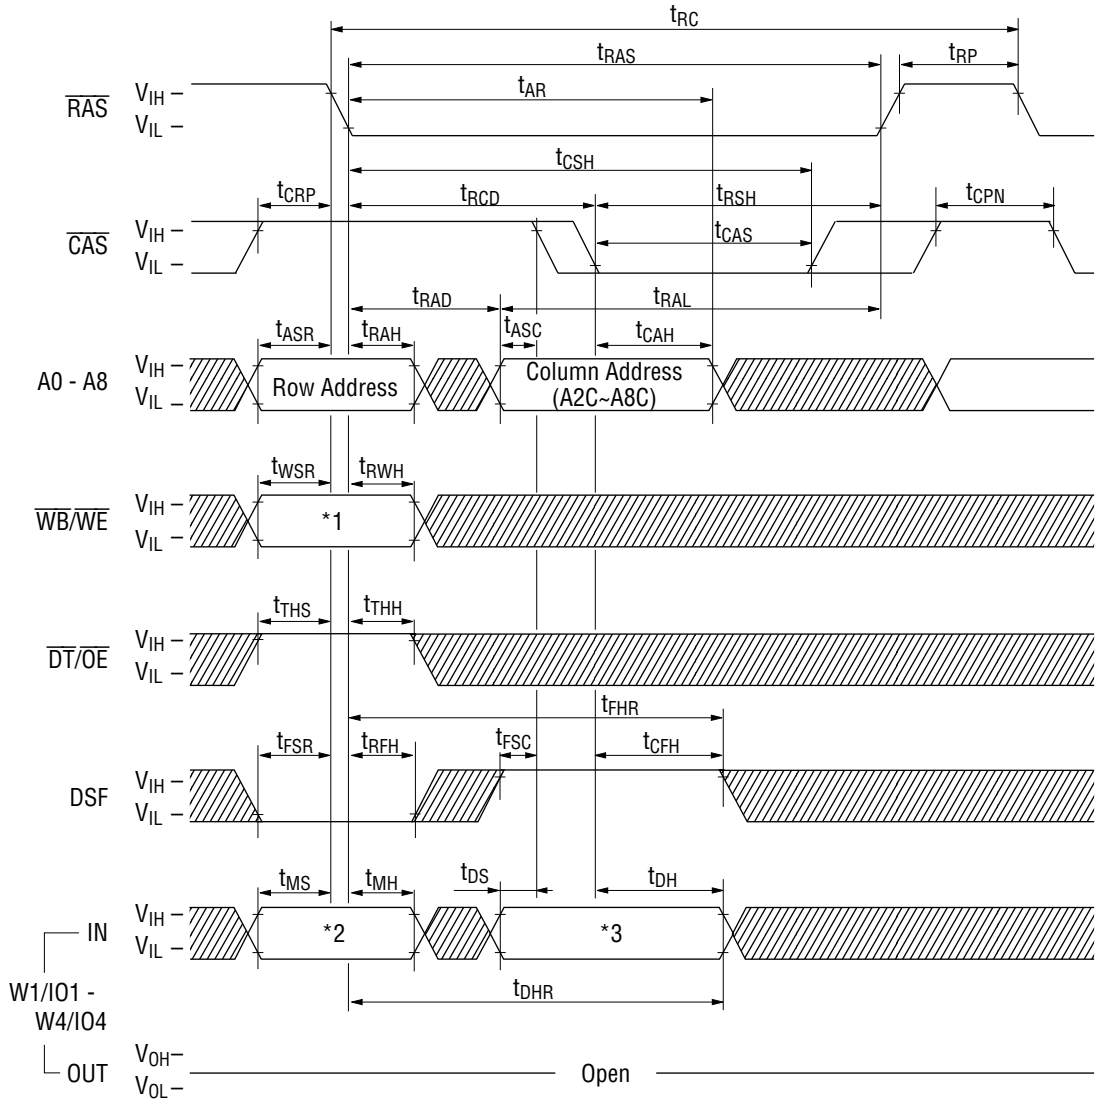 tRC
tRAS
tRP
RAS
VIH –
VIL –
tAR
tCSH
tCRP
tRCD
tRSH
tCPN
CAS
VIH –
VIL –
tCAS
tRAD
tRAL
tASR
tRAH
tASC
tCAH
A0 - A8
VIH –
VIL –
Row Address
Column Address
(A2C~A8C)
tWSR
tRWH
WB/WE
VIH –
VIL –
*1
tTHS
tTHH
DT/OE
VIH –
VIL –
tFHR
tFSR
tRFH
tFSC
tCFH
DSF
VIH –
VIL –
tMS
tMH
tDS
tDH
IN
VIH –
VIL –
*2
*3
tDHR
W1/IO1 -
W4/IO4
OUT
VOH–
VOL–
Open